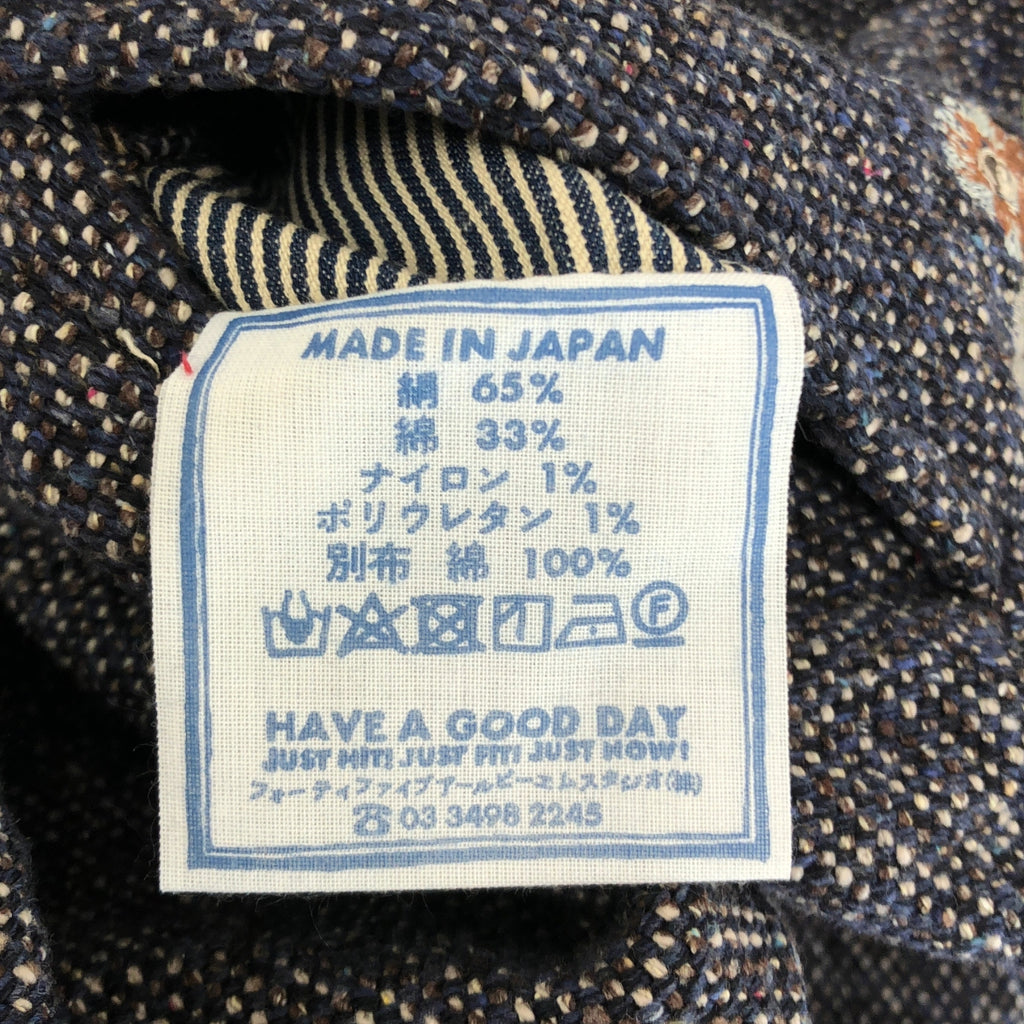 MADE IN JAPAN
絹 65%
綿 33%
ナイロン 1%
ポリウレタン 1%
別布 綿 100%
F
HAVE A GOOD DAY
JUST HIT! JUST FIT! JUST NOW!
フォーティファイブアールピーエムスタジオ(株)
☎03 3498 2245